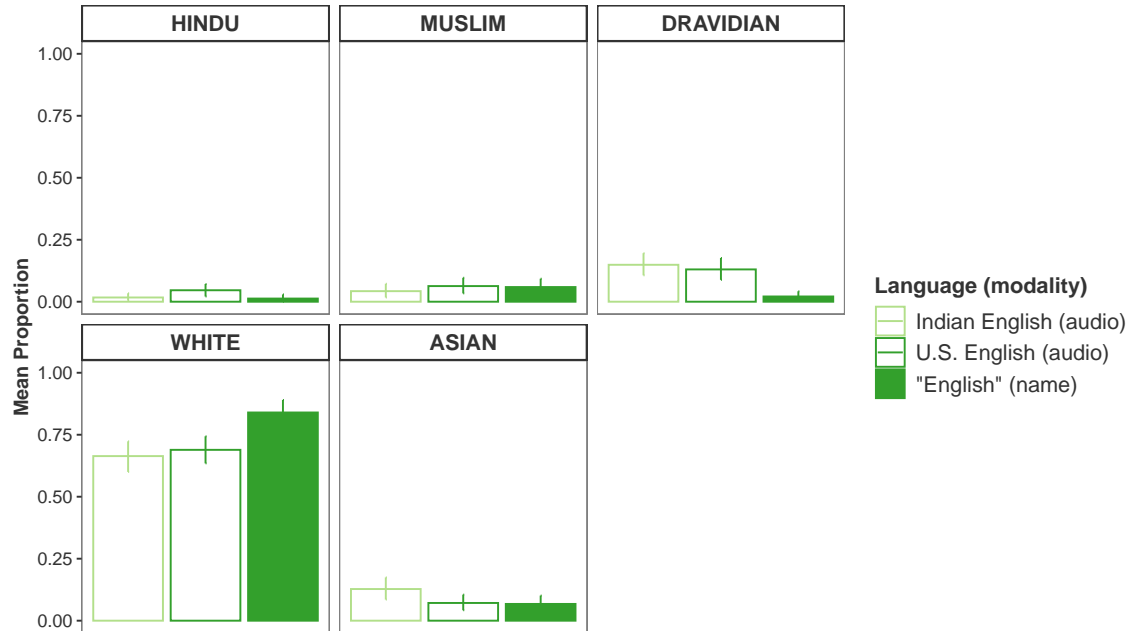 HINDU
MUSLIM
DRAVIDIAN
1.00
0.75
0.50
0.25
0.00
WHITE
ASIAN
1.00
0.75
0.50
0.25
0.00
Mean Proportion
Language (modality)
Indian English (audio)
U.S. English (audio)
"English" (name)